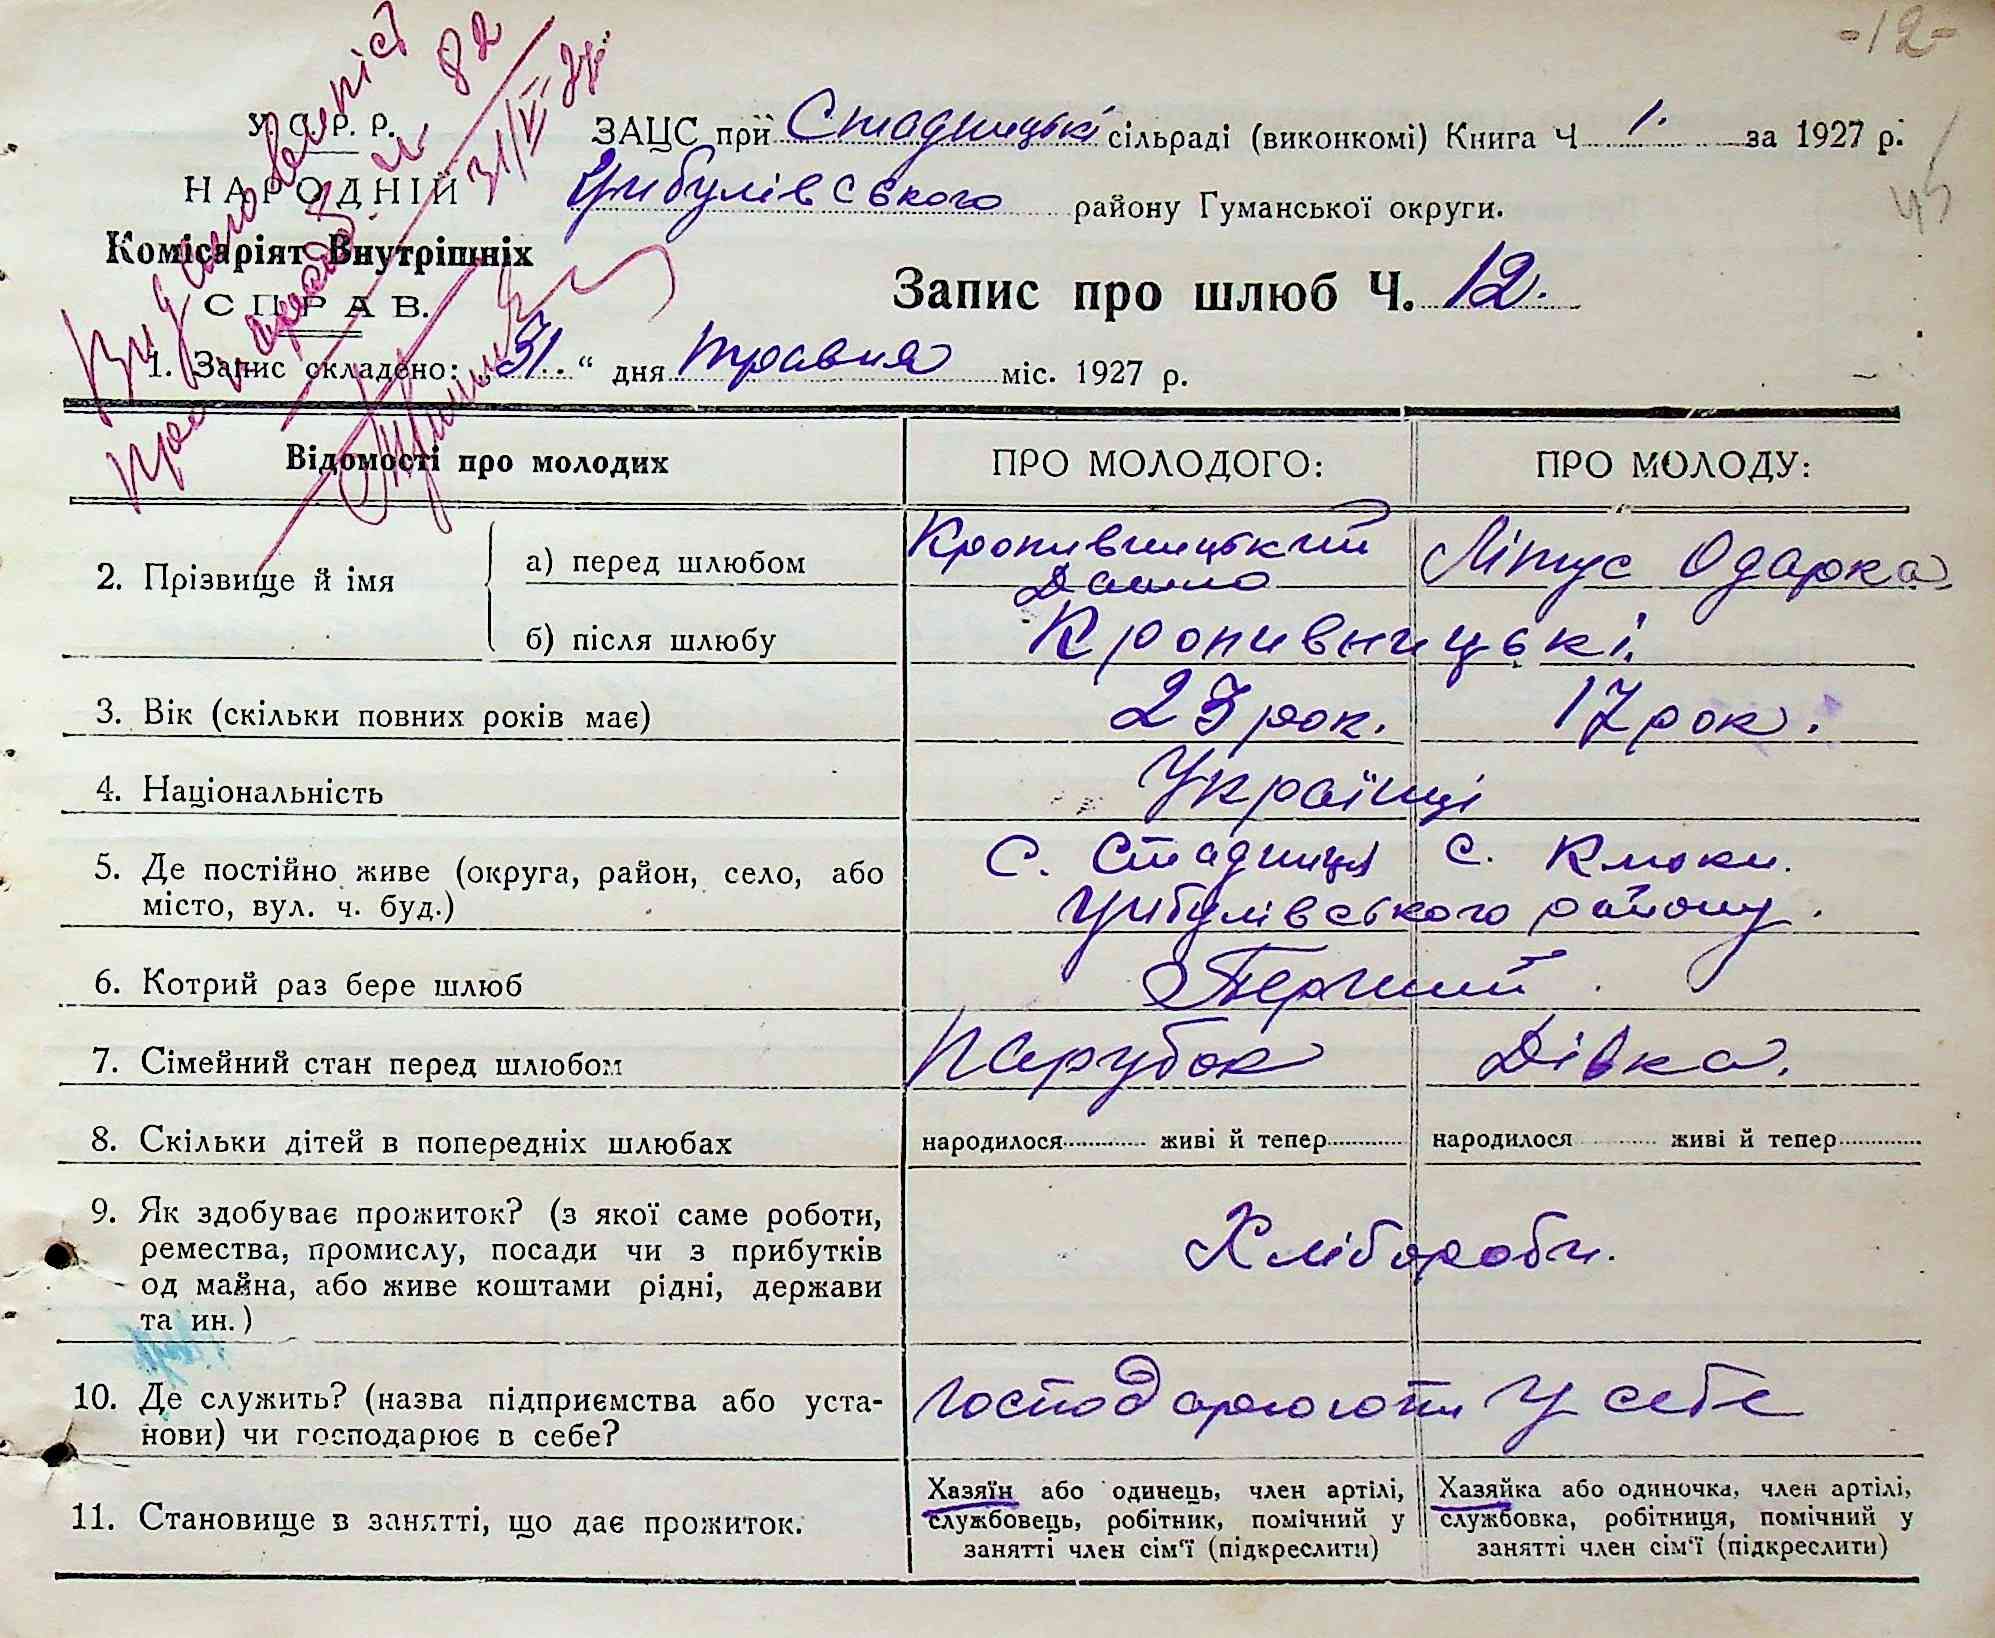 -12-
У С. Р. Р.
НАРОДНІЙ
Комісаріят Внутрішніх
СПРАВ.
ЗАЦС при Стадницькі сільраді (виконкомі) Книга Ч 1. за 1927 р.
45
Цибулівського району Гуманської округи.
Запис про шлюб Ч. 12.
82
31/VI 27р.
1. Запис складено: „31.“ дня травня міс. 1927 р.
Відомості про молодих
ПРО МОЛОДОГО:
ПРО МОЛОДУ:
2. Прізвище й імя
а) перед шлюбом
Кропивницький
Данило
Літус Одарка
б) після шлюбу
Кропивницькі.
3. Вік (скільки повних років має)
23 рок.
17 рок.
4. Національність
Українці
5. Де постійно живе (округа, район, село, або
місто, вул. ч. буд.)
С. Стадниця
с. Клюки.
Цибулівського району.
6. Котрий раз бере шлюб
Перший.
7. Сімейний стан перед шлюбом
Парубок
Дівка.
8. Скільки дітей в попередніх шлюбах
народилося живі й тепер
народилося живі й тепер
9. Як здобуває прожиток? (з якої саме роботи,
ремества, промислу, посади чи з прибутків
од майна, або живе коштами рідні, держави
та ин.)
Хлібороби.
10. Де служить? (назва підприємства або уста-
нови) чи господарює в себе?
господарюють у себе
11. Становище в занятті, що дає прожиток.
Хазяїн або одинець, член артілі,
службовець, робітник, помічний у
занятті член сім'ї (підкреслити)
Хазяйка або одиночка, член артілі,
службовка, робітниця, помічний у
занятті член сім'ї (підкреслити)